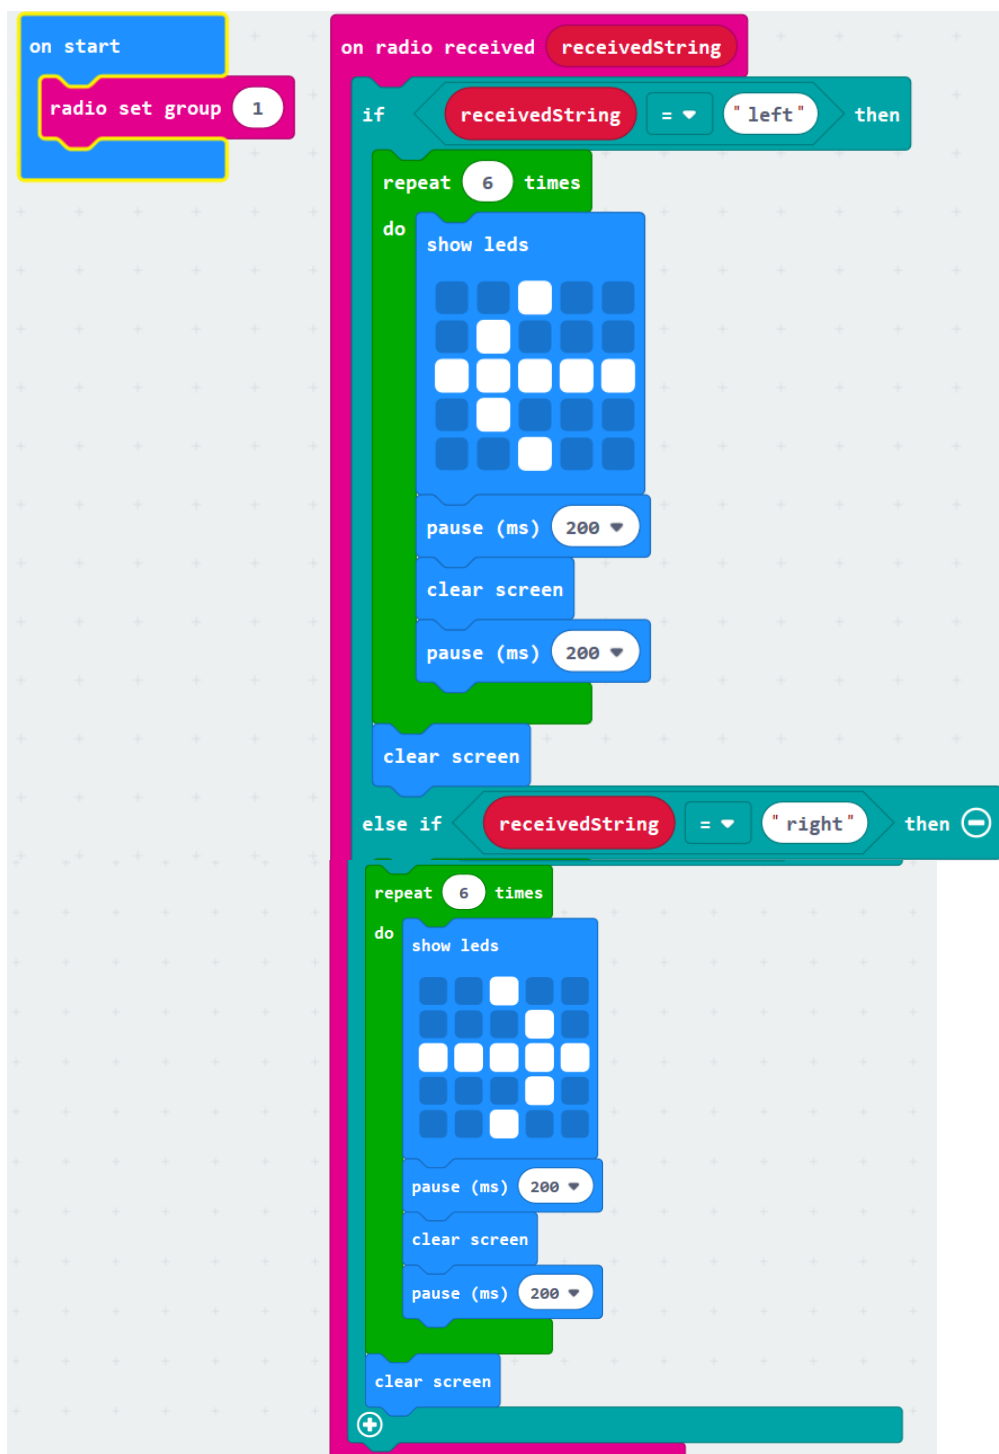 on start
radio set group 1
on radio received receivedString
if receivedString = "left" then
repeat 6 times
do
show leds
pause (ms) 200
clear screen
pause (ms) 200
clear screen
else if receivedString = "right" then
repeat 6 times
do
show leds
pause (ms) 200
clear screen
pause (ms) 200
clear screen